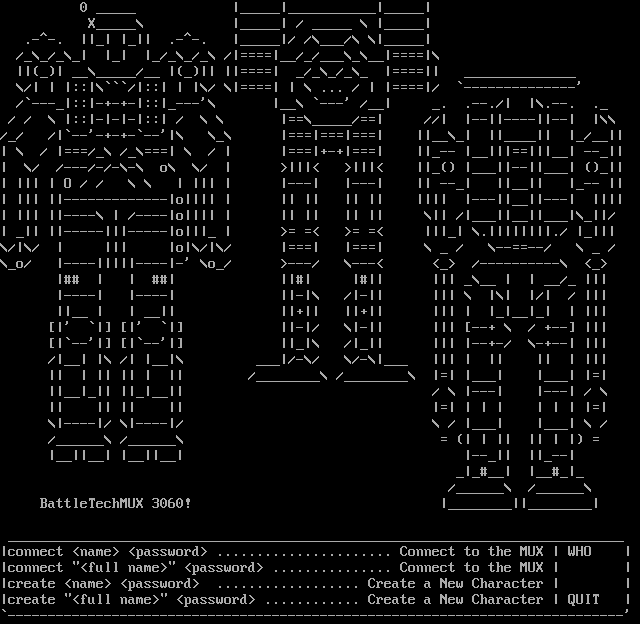 BattleTechMUX 3060!
|connect <name> <password> ...................... Connect to the MUX | WHO    |
|connect "<full name>" <password> ............... Connect to the MUX |        |
|create <name> <password>  ................. Create a New Character |        |
|create "<full name>" <password> ........... Create a New Character | QUIT   |